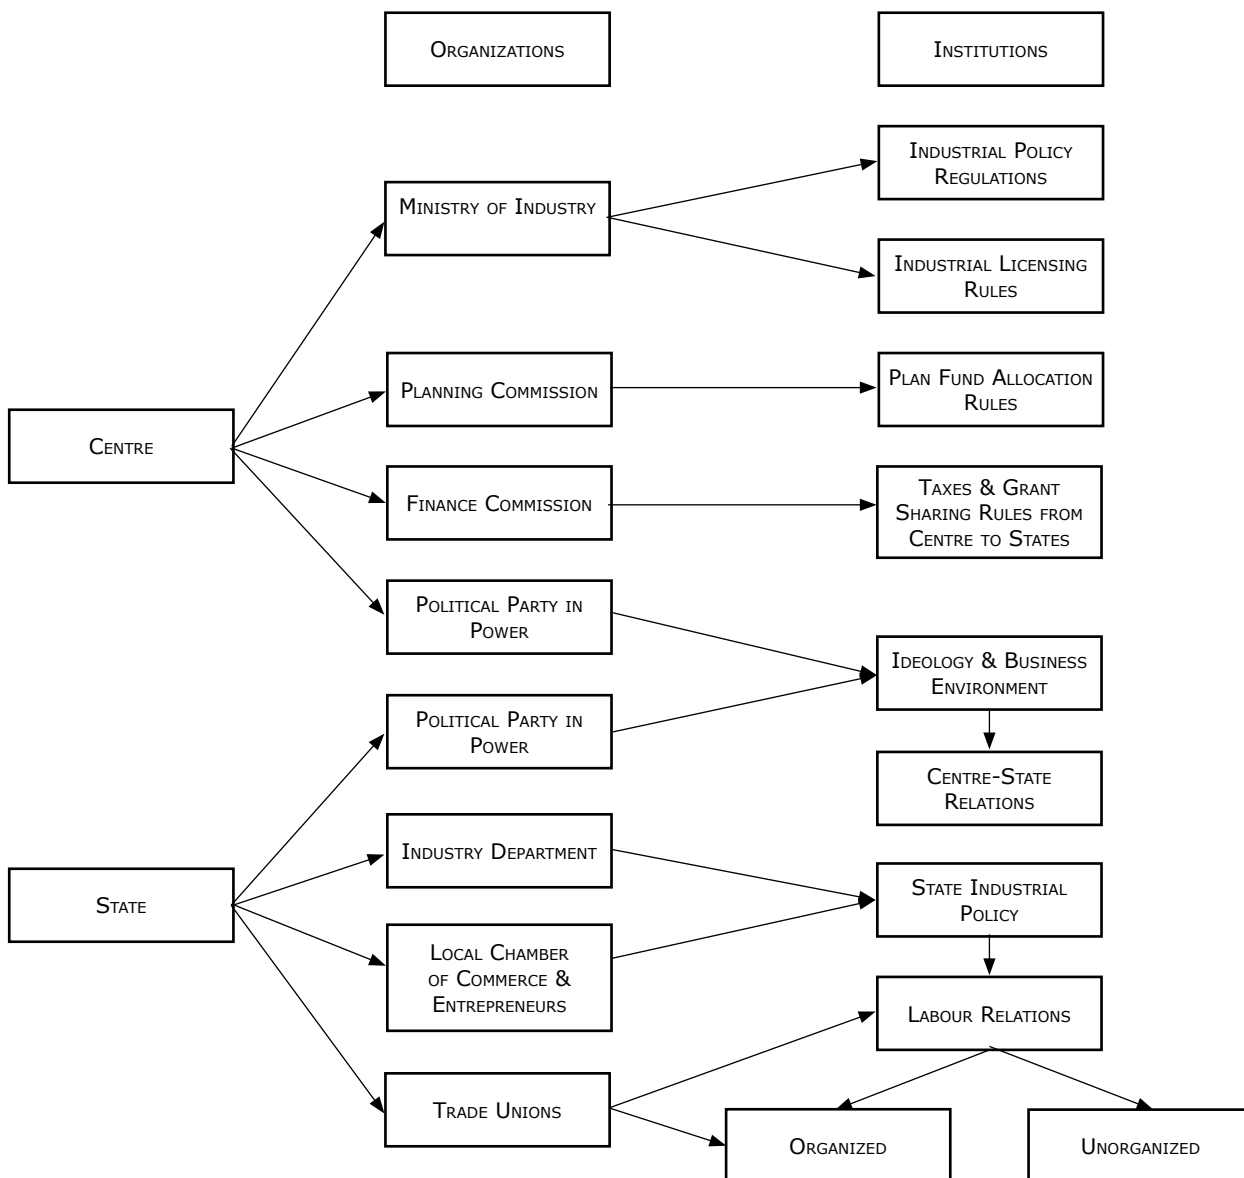 Organizations
Institutions
Industrial Policy
Regulations
Ministry of Industry
Industrial Licensing
Rules
Planning Commission
Plan Fund Allocation
Rules
Centre
Finance Commission
Taxes & Grant
Sharing Rules from
Centre to States
Political Party in
Power
Ideology & Business
Environment
Political Party in
Power
Centre-State
Relations
Industry Department
State Industrial
Policy
State
Local Chamber
of Commerce &
Entrepreneurs
Labour Relations
Trade Unions
Organized
Unorganized